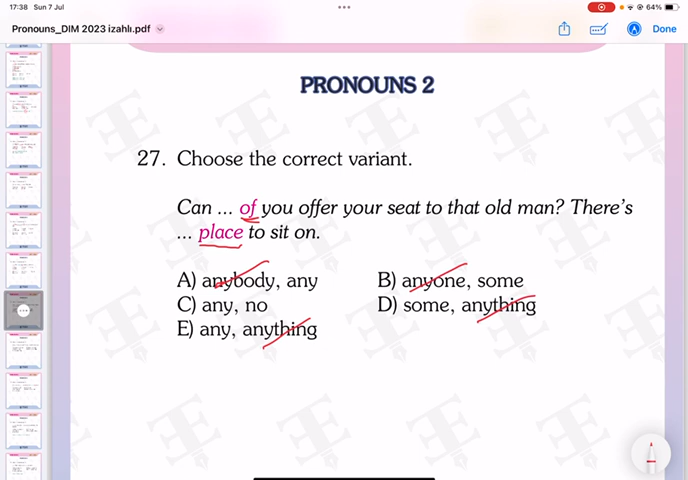 17:38 Sun 7 Jul
64%
Pronouns_DIM 2023 izahlı.pdf
Done
PRONOUNS 2
27. Choose the correct variant.
Can ... of you offer your seat to that old man? There's
... place to sit on.
A) anybody, any
B) anyone, some
C) any, no
D) some, anything
E) any, anything